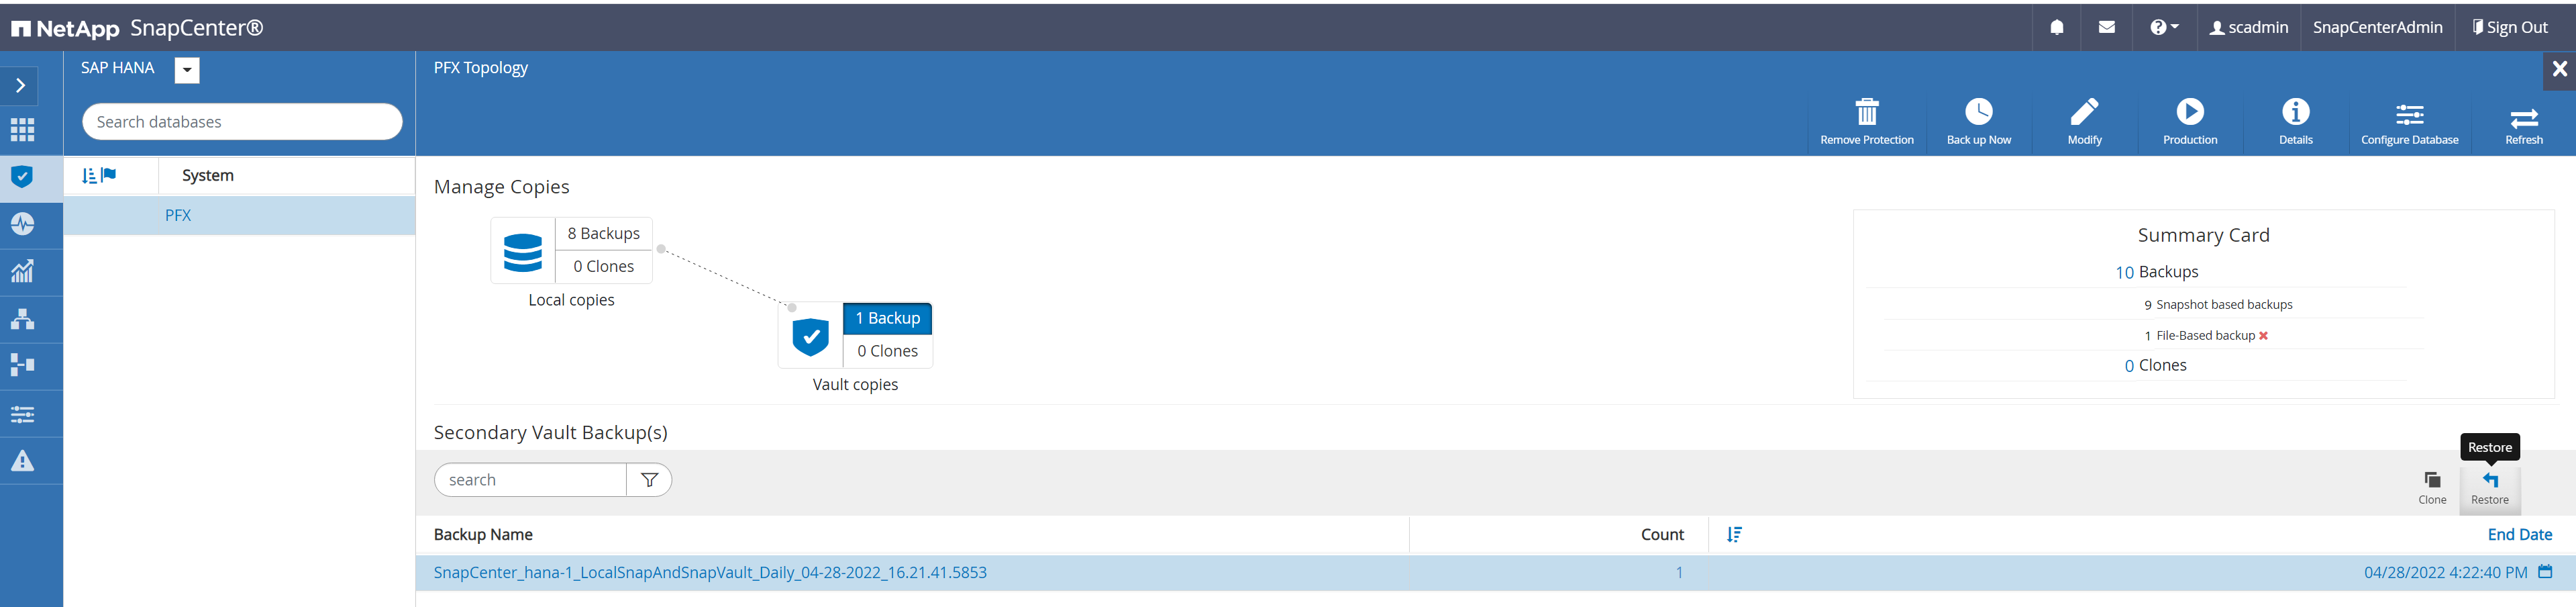 NetApp SnapCenter®
scadmin
SnapCenterAdmin
Sign Out
SAP HANA
PFX Topology
Search databases
Remove Protection
Back up Now
Modify
Production
Details
Configure Database
Refresh
System
PFX
Manage Copies
8 Backups
0 Clones
Local copies
1 Backup
0 Clones
Vault copies
Summary Card
10 Backups
9 Snapshot based backups
1 File-Based backup
0 Clones
Secondary Vault Backup(s)
search
Restore
Clone
Restore
Backup Name
Count
End Date
SnapCenter_hana-1_LocalSnapAndSnapVault_Daily_04-28-2022_16.21.41.5853
1
04/28/2022 4:22:40 PM